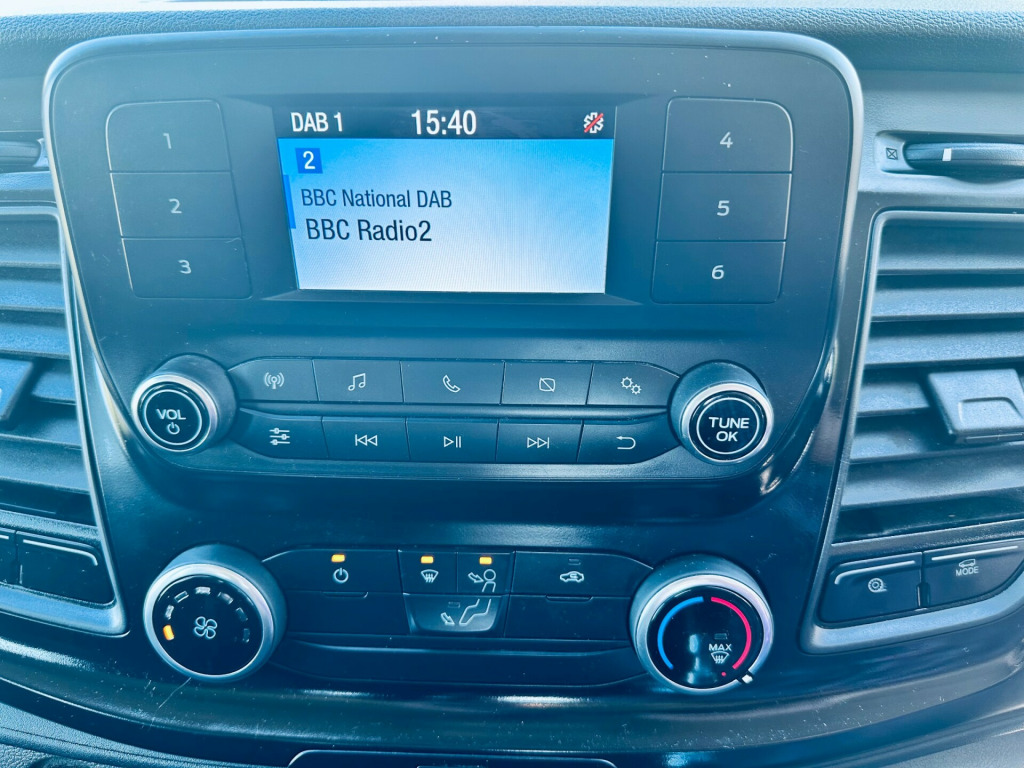 DAB 1 15:40
2
BBC National DAB
BBC Radio2
1
2
3
4
5
6
VOL
TUNE
OK
MAX
MODE